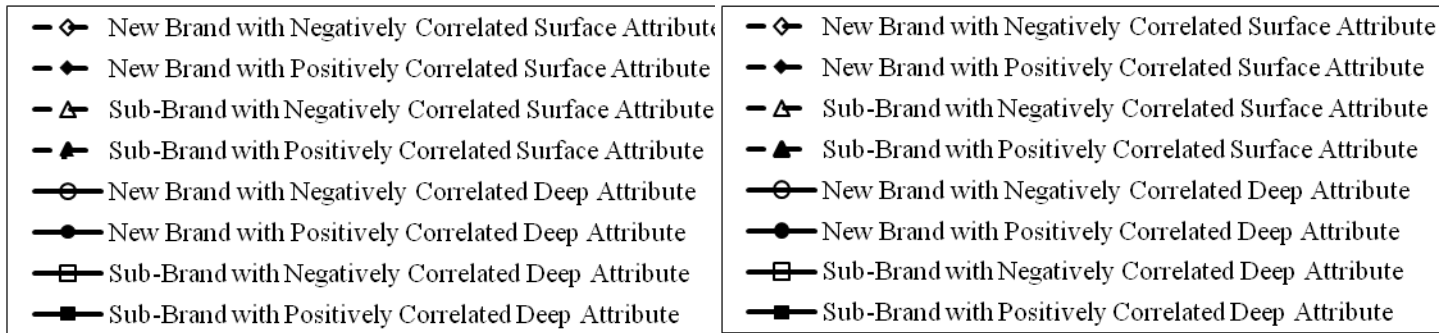 New Brand with Negatively Correlated Surface Attribute
New Brand with Positively Correlated Surface Attribute
Sub-Brand with Negatively Correlated Surface Attribute
Sub-Brand with Positively Correlated Surface Attribute
New Brand with Negatively Correlated Deep Attribute
New Brand with Positively Correlated Deep Attribute
Sub-Brand with Negatively Correlated Deep Attribute
Sub-Brand with Positively Correlated Deep Attribute
New Brand with Negatively Correlated Surface Attribute
New Brand with Positively Correlated Surface Attribute
Sub-Brand with Negatively Correlated Surface Attribute
Sub-Brand with Positively Correlated Surface Attribute
New Brand with Negatively Correlated Deep Attribute
New Brand with Positively Correlated Deep Attribute
Sub-Brand with Negatively Correlated Deep Attribute
Sub-Brand with Positively Correlated Deep Attribute